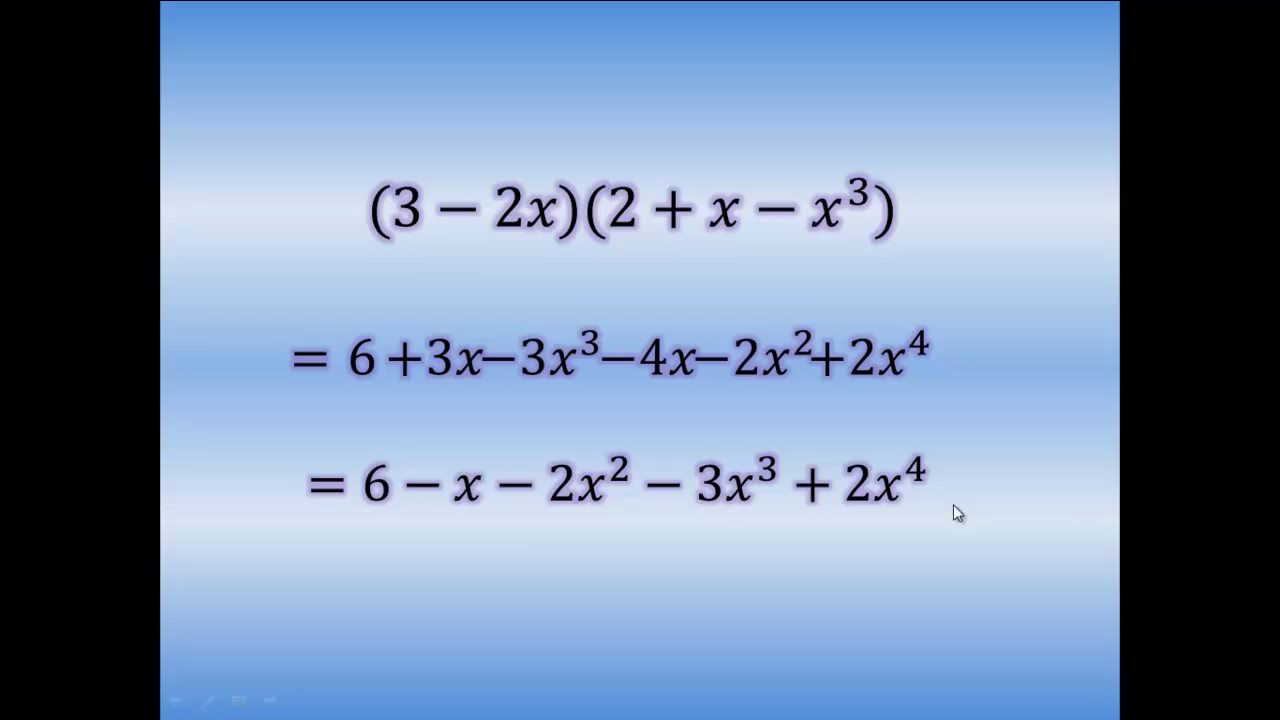 (3 − 2x)(2 + x − x³)
= 6 +3x−3x³−4x−2x²+2x⁴
= 6 − x − 2x² − 3x³ + 2x⁴